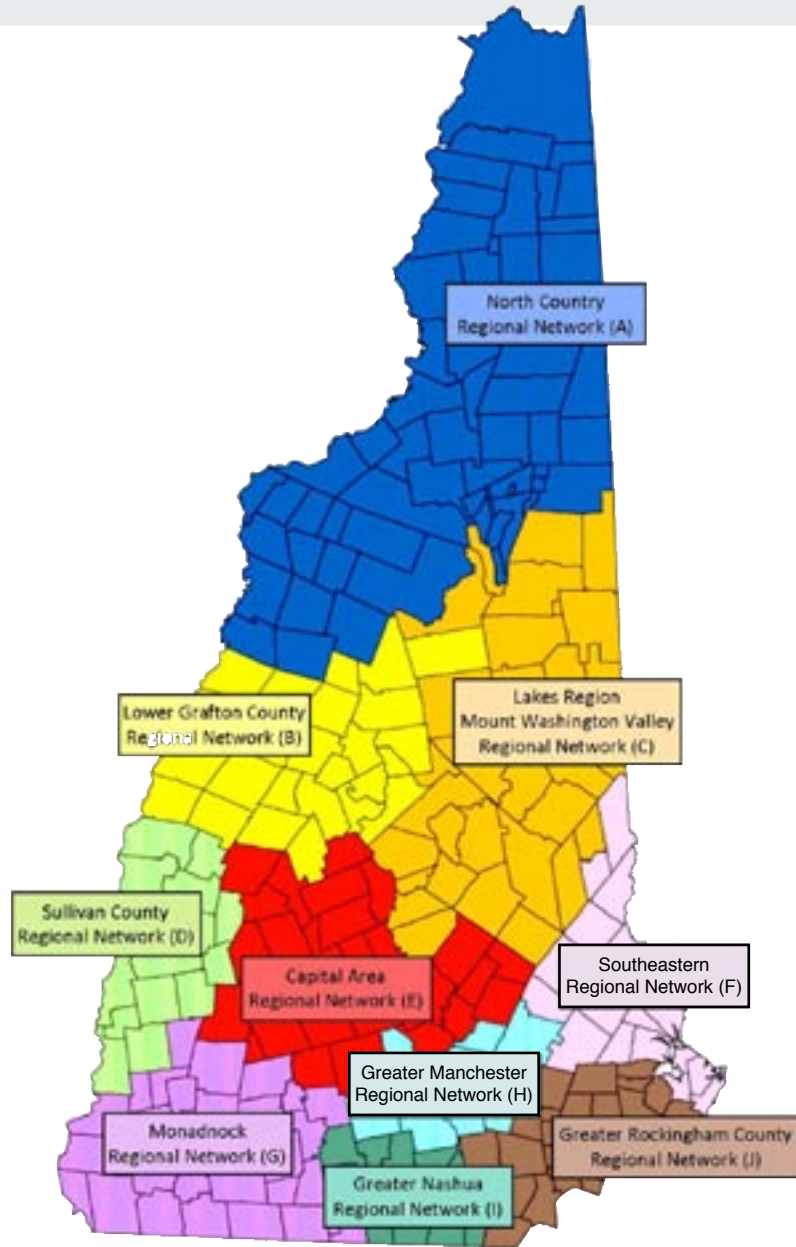 North Country
Regional Network (A)
Lower Grafton County
Regional Network (B)
Lakes Region
Mount Washington Valley
Regional Network (C)
Sullivan County
Regional Network (D)
Capital Area
Regional Network (E)
Southeastern
Regional Network (F)
Greater Manchester
Regional Network (H)
Monadnock
Regional Network (G)
Greater Rockingham County
Regional Network (J)
Greater Nashua
Regional Network (I)